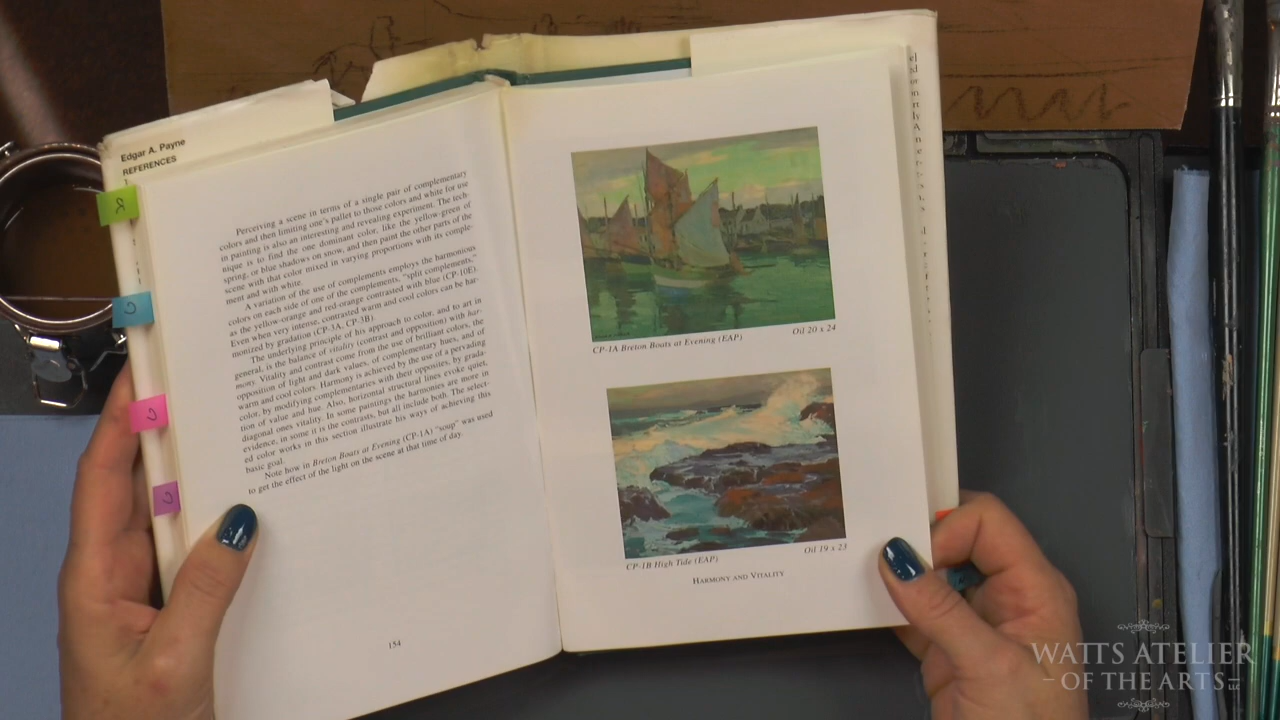 Edgar A. Payne
REFERENCES
Perceiving a scene in terms of a single pair of complementary
colors and then limiting one's pallet to those colors and white for use
in painting is also an interesting and revealing experiment. The tech-
nique is to find the one dominant color, like the yellow-green of
spring, or blue shadows on snow, and then paint the other parts of the
scene with that color mixed in varying proportions with its comple-
ment and with white.
A variation of the use of complements employs the harmonious
colors on each side of one of the complements, "split complements,"
as the yellow-orange and red-orange contrasted with blue (CP-10E).
Even when very intense, contrasted warm and cool colors can be har-
monized by gradation (CP-3A, CP-3B).
The underlying principle of his approach to color, and to art in
general, is the balance of vitality (contrast and opposition) with har-
mony. Vitality and contrast come from the use of brilliant colors, the
opposition of light and dark values, of complementary hues, and of
warm and cool colors. Harmony is achieved by the use of a pervading
color, by modifying complementaries with their opposites, by grada-
tion of value and hue. Also, horizontal structural lines evoke quiet,
diagonal ones vitality. In some paintings the harmonies are more in
evidence, in some it is the contrasts, but all include both. The select-
ed color works in this section illustrate his ways of achieving this
basic goal.
Note how in Breton Boats at Evening (CP-1A) "soup" was used
to get the effect of the light on the scene at that time of day.
154
CP-1A Breton Boats at Evening (EAP) Oil 20 x 24
CP-1B High Tide (EAP) Oil 19 x 23
HARMONY AND VITALITY
WATTS ATELIER
OF THE ARTS LLC